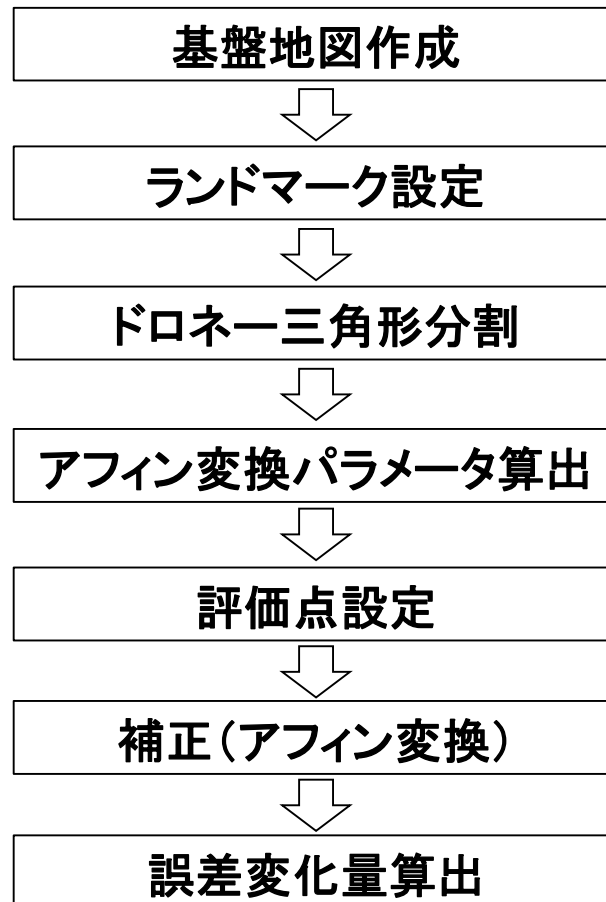 基盤地図作成
ランドマーク設定
ドロネー三角形分割
アフィン変換パラメータ算出
評価点設定
補正（アフィン変換）
誤差変化量算出